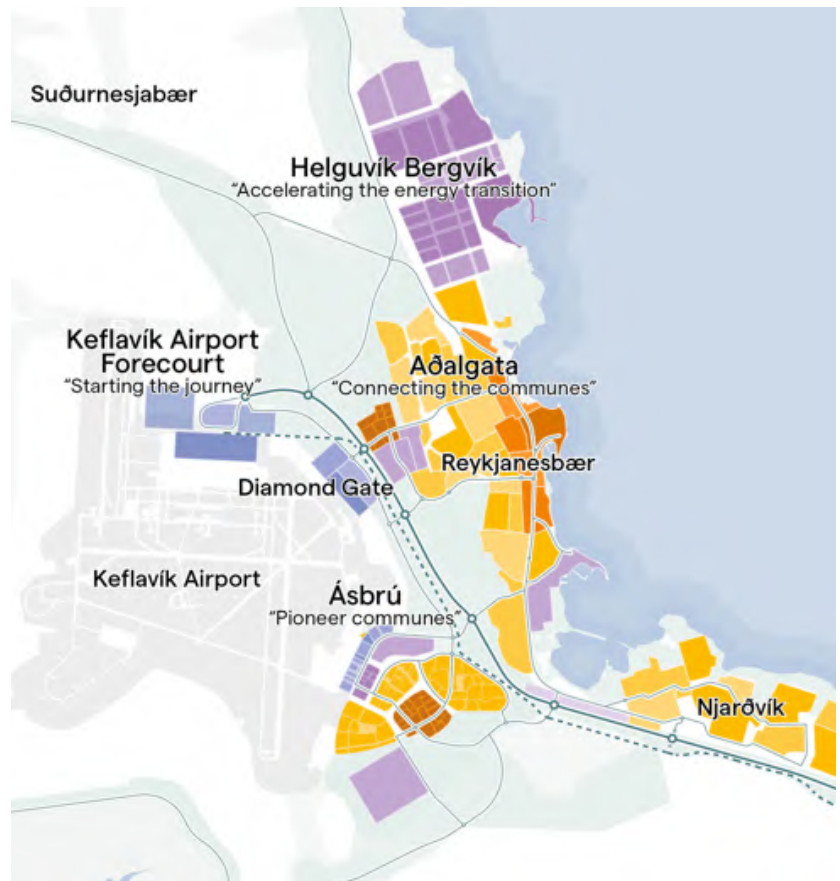 Suðurnesjabær
Helguvík Bergvík
“Accelerating the energy transition”
Keflavík Airport
Forecourt
“Starting the journey”
Aðalgata
“Connecting the communes”
Reykjanesbær
Diamond Gate
Keflavík Airport
Ásbrú
“Pioneer communes”
Njarðvík